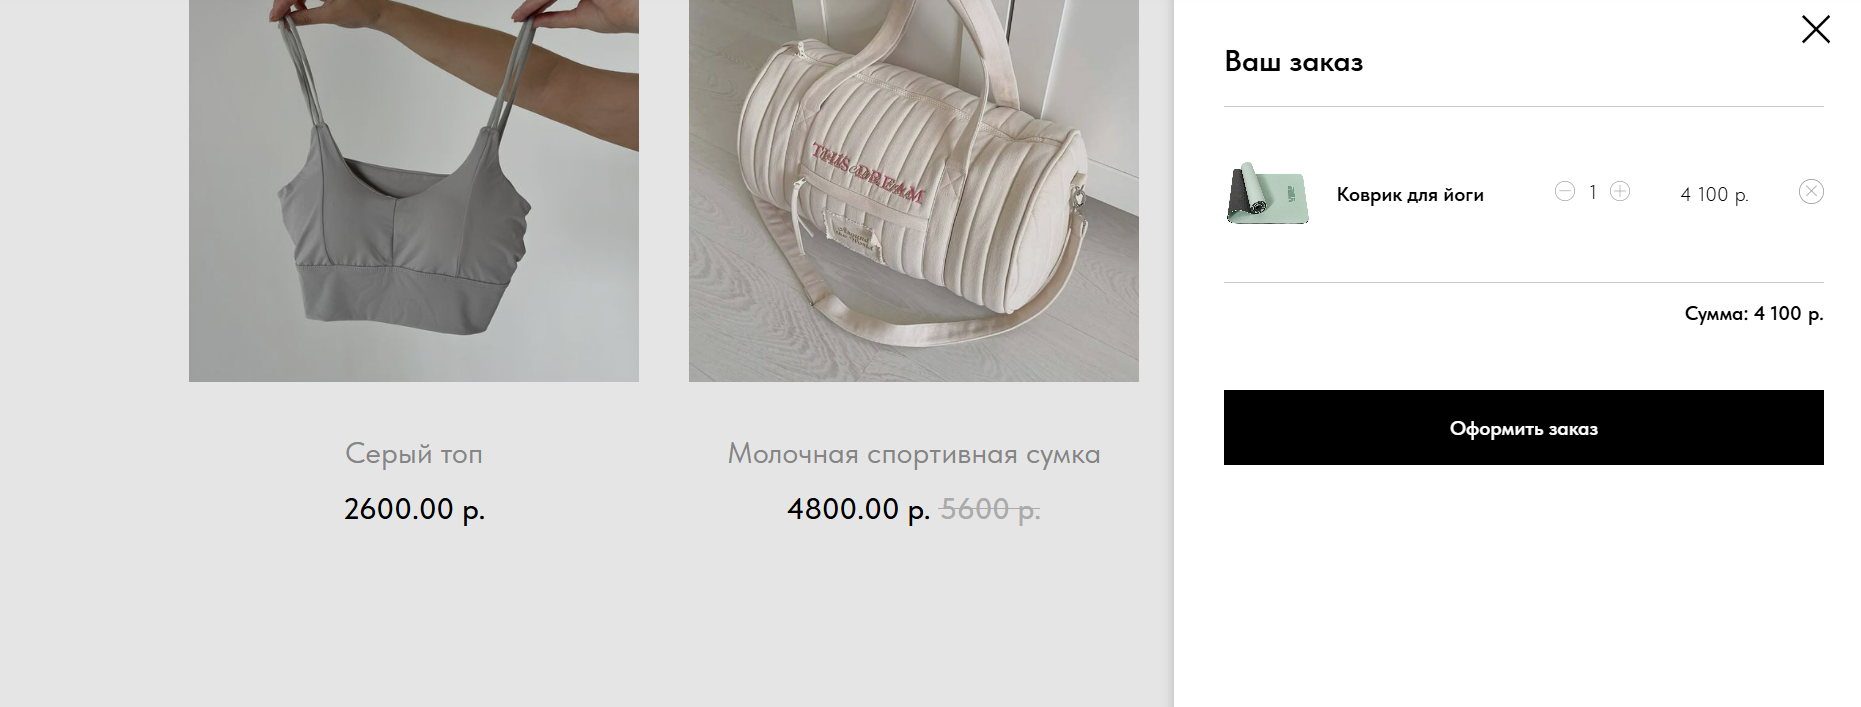 THIS DREAM
Серый топ
2600.00 р.
Молочная спортивная сумка
4800.00 р. 5600 р.
Ваш заказ
Коврик для йоги 1 4 100 р.
Сумма: 4 100 р.
Оформить заказ